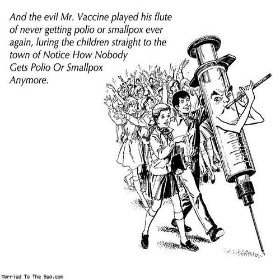 And the evil Mr. Vaccine played his flute
of never getting polio or smallpox ever
again, luring the children straight to the
town of Notice How Nobody
Gets Polio Or Smallpox
Anymore.
Married To The Sea.com